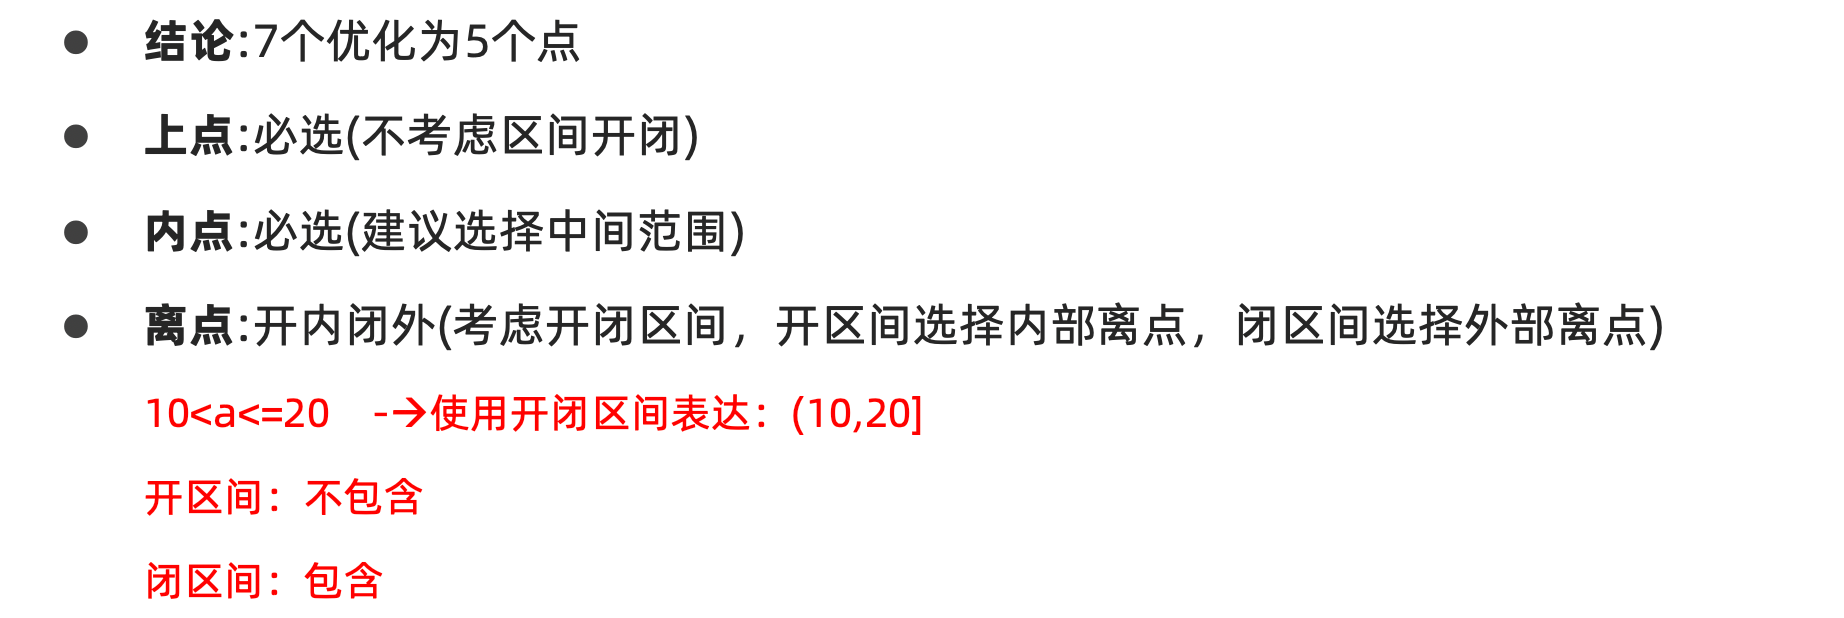 ● 结论:7个优化为5个点
● 上点:必选(不考虑区间开闭)
● 内点:必选(建议选择中间范围)
● 离点:开内闭外(考虑开闭区间，开区间选择内部离点，闭区间选择外部离点)
10<a<=20 -→使用开闭区间表达：(10,20]
开区间：不包含
闭区间：包含